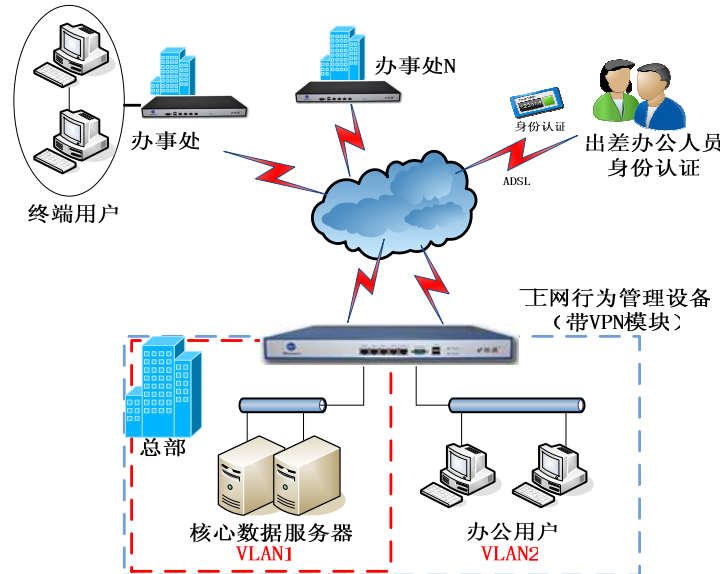 办事处N
办事处
身份认证
出差办公人员
身份认证
ADSL
终端用户
上网行为管理设备
（带VPN模块）
总部
核心数据服务器
VLAN1
办公用户
VLAN2